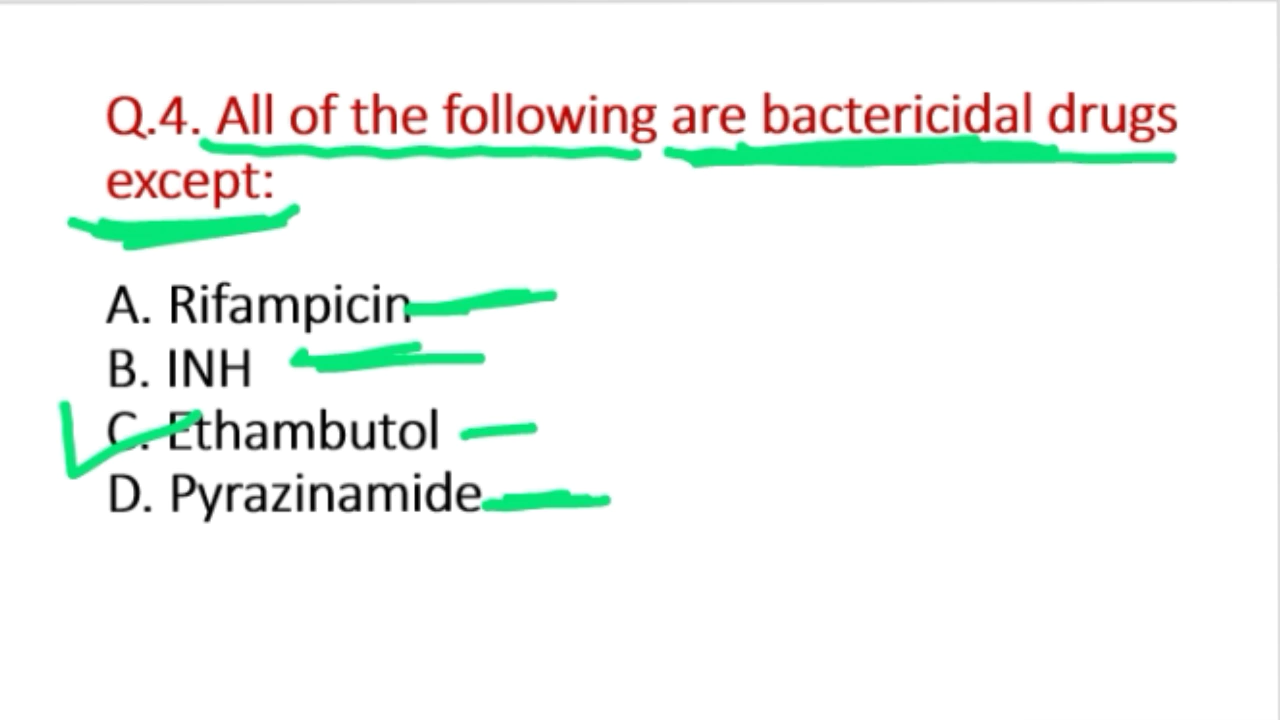 Q.4. All of the following are bactericidal drugs
except:
A. Rifampicin
B. INH
C. Ethambutol
D. Pyrazinamide